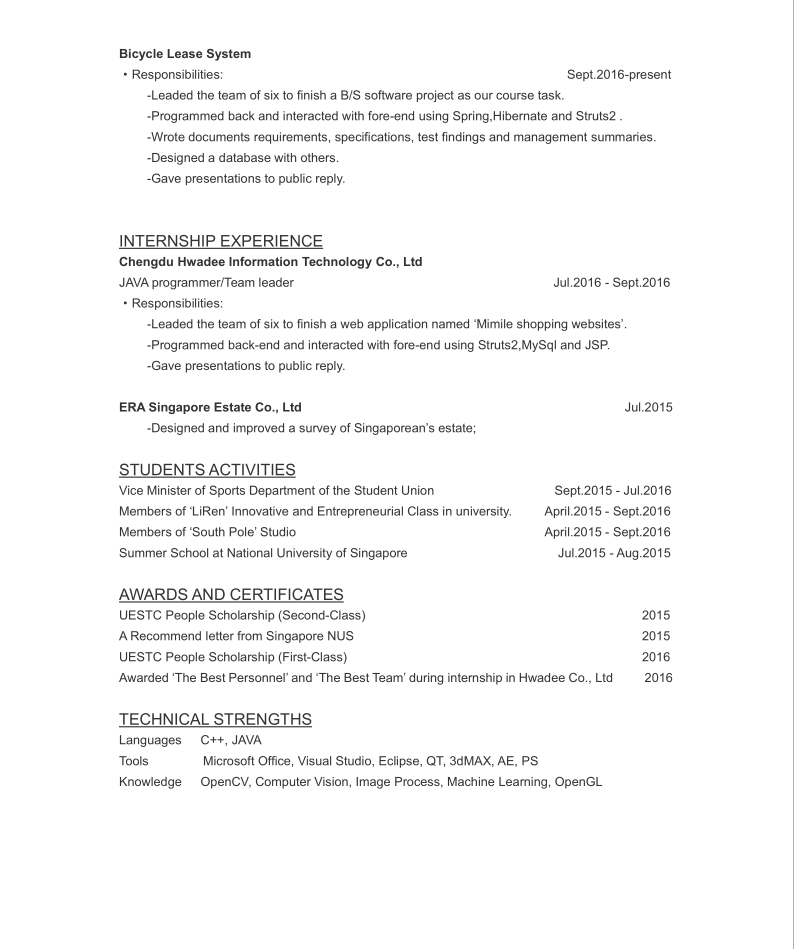 Bicycle Lease System
• Responsibilities: Sept.2016-present
-Leaded the team of six to finish a B/S software project as our course task.
-Programmed back and interacted with fore-end using Spring,Hibernate and Struts2 .
-Wrote documents requirements, specifications, test findings and management summaries.
-Designed a database with others.
-Gave presentations to public reply.
INTERNSHIP EXPERIENCE
Chengdu Hwadee Information Technology Co., Ltd
JAVA programmer/Team leader Jul.2016 - Sept.2016
• Responsibilities:
-Leaded the team of six to finish a web application named ‘Mimile shopping websites’.
-Programmed back-end and interacted with fore-end using Struts2,MySql and JSP.
-Gave presentations to public reply.
ERA Singapore Estate Co., Ltd Jul.2015
-Designed and improved a survey of Singaporean’s estate;
STUDENTS ACTIVITIES
Vice Minister of Sports Department of the Student Union Sept.2015 - Jul.2016
Members of ‘LiRen’ Innovative and Entrepreneurial Class in university. April.2015 - Sept.2016
Members of ‘South Pole’ Studio April.2015 - Sept.2016
Summer School at National University of Singapore Jul.2015 - Aug.2015
AWARDS AND CERTIFICATES
UESTC People Scholarship (Second-Class) 2015
A Recommend letter from Singapore NUS 2015
UESTC People Scholarship (First-Class) 2016
Awarded ‘The Best Personnel’ and ‘The Best Team’ during internship in Hwadee Co., Ltd 2016
TECHNICAL STRENGTHS
Languages C++, JAVA
Tools Microsoft Office, Visual Studio, Eclipse, QT, 3dMAX, AE, PS
Knowledge OpenCV, Computer Vision, Image Process, Machine Learning, OpenGL